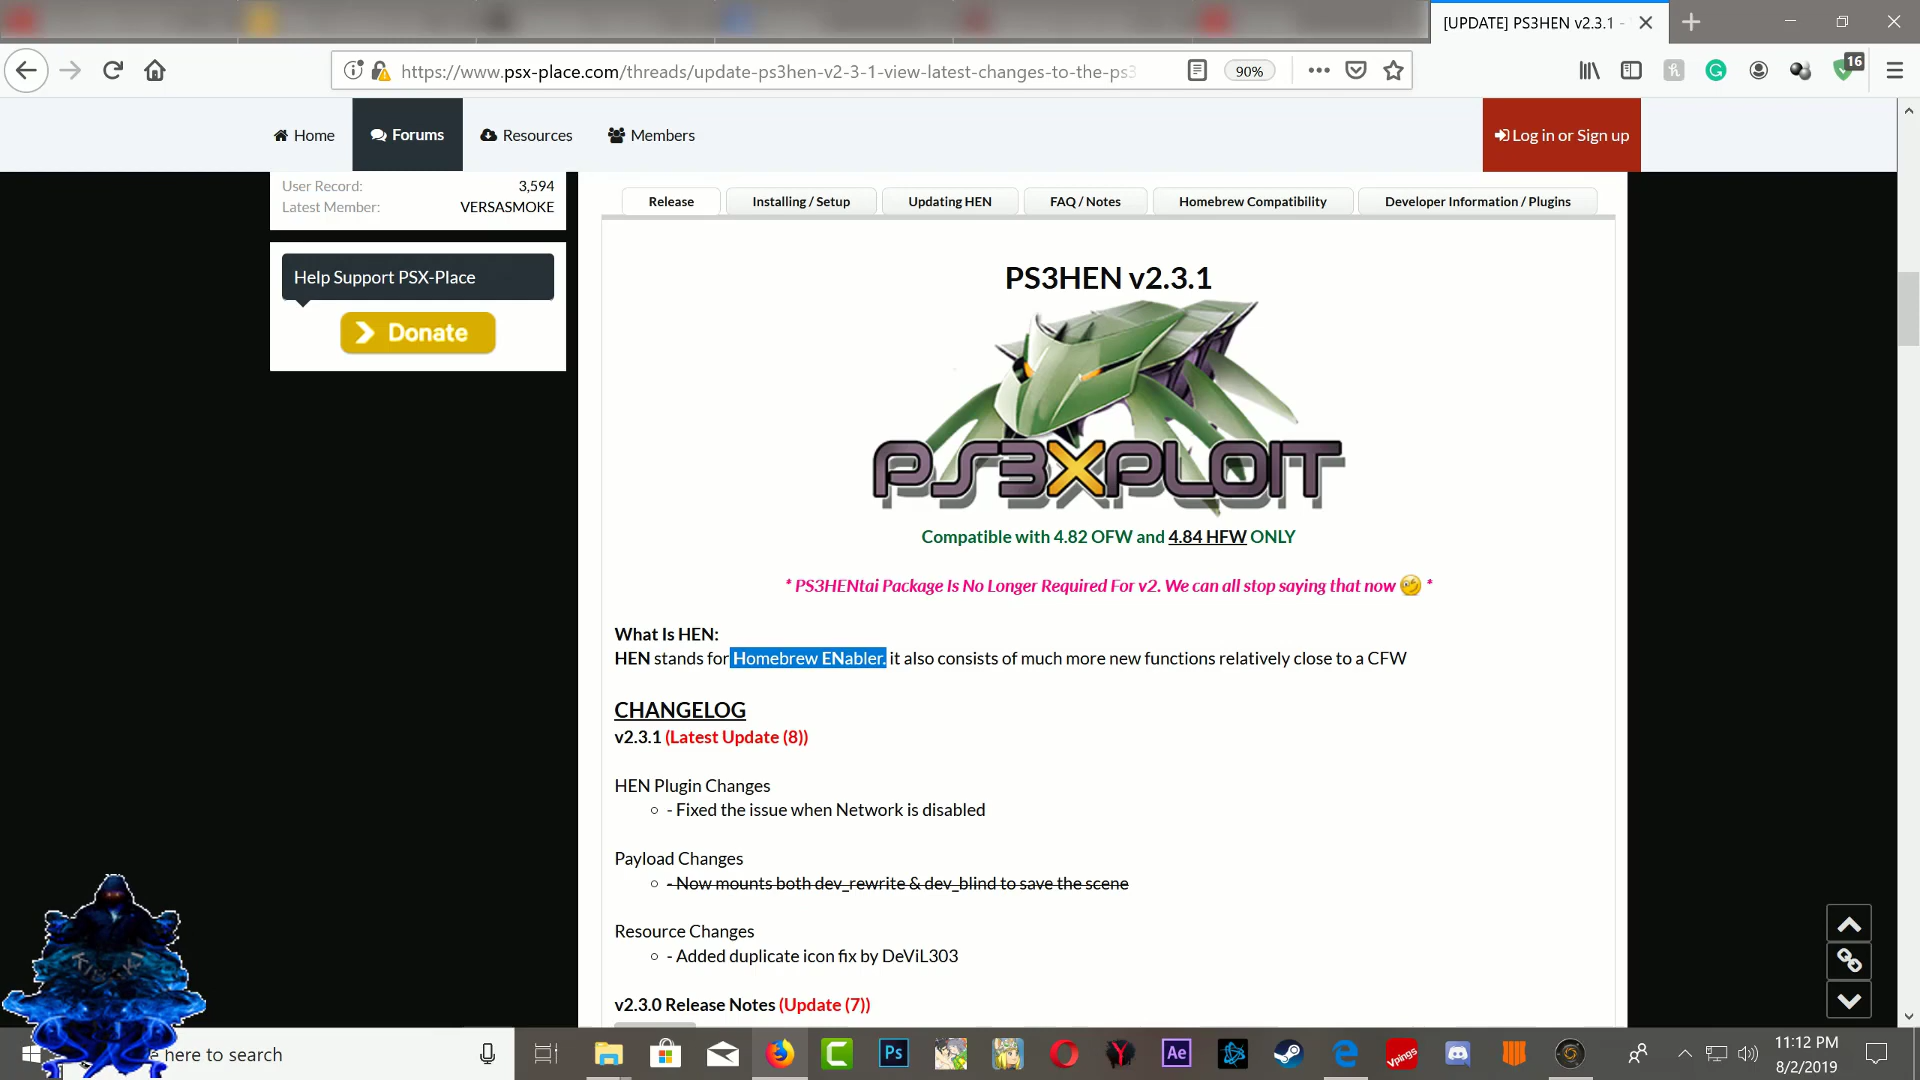 [UPDATE] PS3HEN v2.3.1 -
https://www.psx-place.com/threads/update-ps3hen-v2-3-1-view-latest-changes-to-the-ps3
90%
16
Home
Forums
Resources
Members
Log in or Sign up
User Record: 3,594
Latest Member: VERSASMOKE
Help Support PSX-Place
Donate
Release
Installing / Setup
Updating HEN
FAQ / Notes
Homebrew Compatibility
Developer Information / Plugins
PS3HEN v2.3.1
PS3XPLOIT
Compatible with 4.82 OFW and 4.84 HFW ONLY
* PS3HENtai Package Is No Longer Required For v2. We can all stop saying that now *
What Is HEN:
HEN stands for Homebrew ENabler. it also consists of much more new functions relatively close to a CFW
CHANGELOG
v2.3.1 (Latest Update (8))
HEN Plugin Changes
- Fixed the issue when Network is disabled
Payload Changes
- Now mounts both dev_rewrite & dev_blind to save the scene
Resource Changes
- Added duplicate icon fix by DeViL303
v2.3.0 Release Notes (Update (7))
here to search
Ps
Ae
Vpings
11:12 PM
8/2/2019